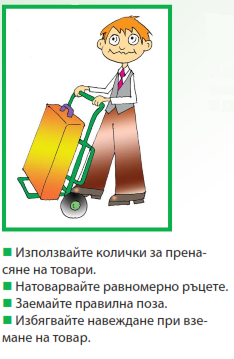 ■ Използвайте колички за прена-
сяне на товари.
■ Натоварвайте равномерно ръцете.
■ Заемайте правилна поза.
■ Избягвайте навеждане при взе-
мане на товар.